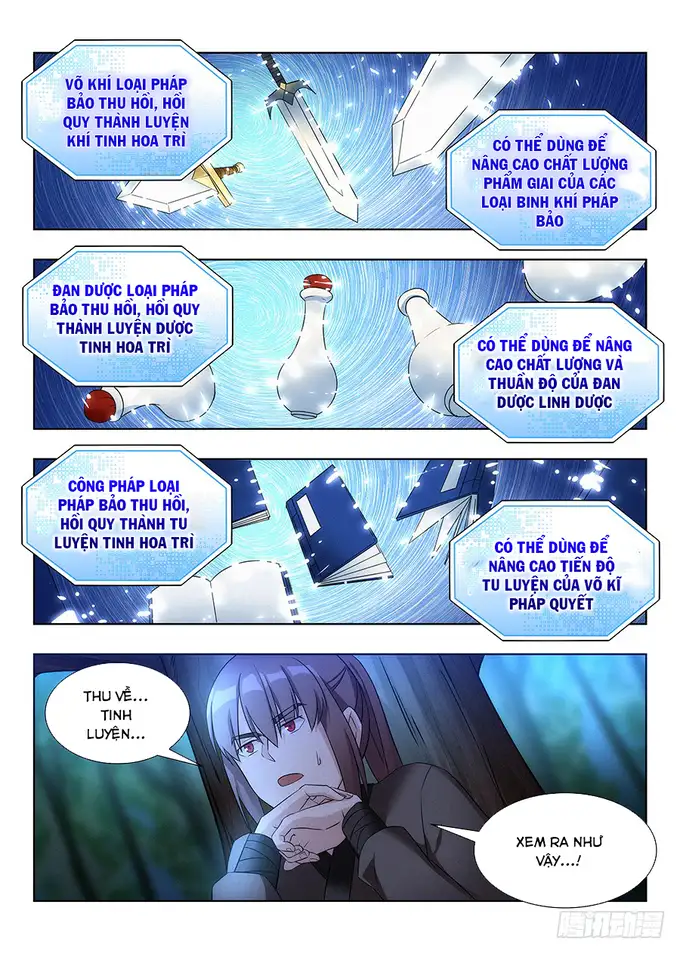 VÕ KHÍ LOẠI PHÁP
BẢO THU HỒI, HỒI
QUY THÀNH LUYỆN
KHÍ TINH HOA TRÌ
CÓ THỂ DÙNG ĐỂ
NÂNG CAO CHẤT LƯỢNG
PHẨM GIAI CỦA CÁC
LOẠI BINH KHÍ PHÁP
BẢO
ĐAN DƯỢC LOẠI PHÁP
BẢO THU HỒI, HỒI QUY
THÀNH LUYỆN DƯỢC
TINH HOA TRÌ
CÓ THỂ DÙNG ĐỂ NÂNG
CAO CHẤT LƯỢNG VÀ
THUẦN ĐỘ CỦA ĐAN
DƯỢC LINH DƯỢC
CÔNG PHÁP LOẠI
PHÁP BẢO THU HỒI,
HỒI QUY THÀNH TU
LUYỆN TINH HOA TRÌ
CÓ THỂ DÙNG ĐỂ
NÂNG CAO TIẾN ĐỘ
TU LUYỆN CỦA VÕ KĨ
PHÁP QUYẾT
THU VỀ...
TINH
LUYỆN...
XEM RA NHƯ
VẬY...!
腾讯动漫